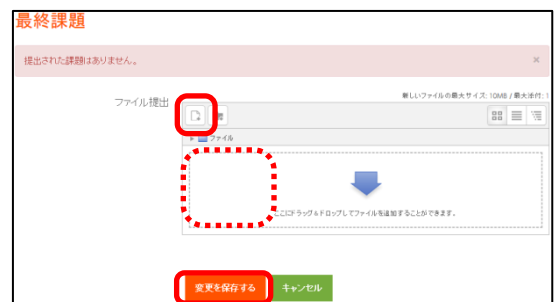 最終課題
提出された課題はありません。 ×
ファイル提出
新しいファイルの最大サイズ: 10MB / 最大添付: 1
ファイル
ここにドラッグ&ドロップしてファイルを追加することができます。
変更を保存する キャンセル